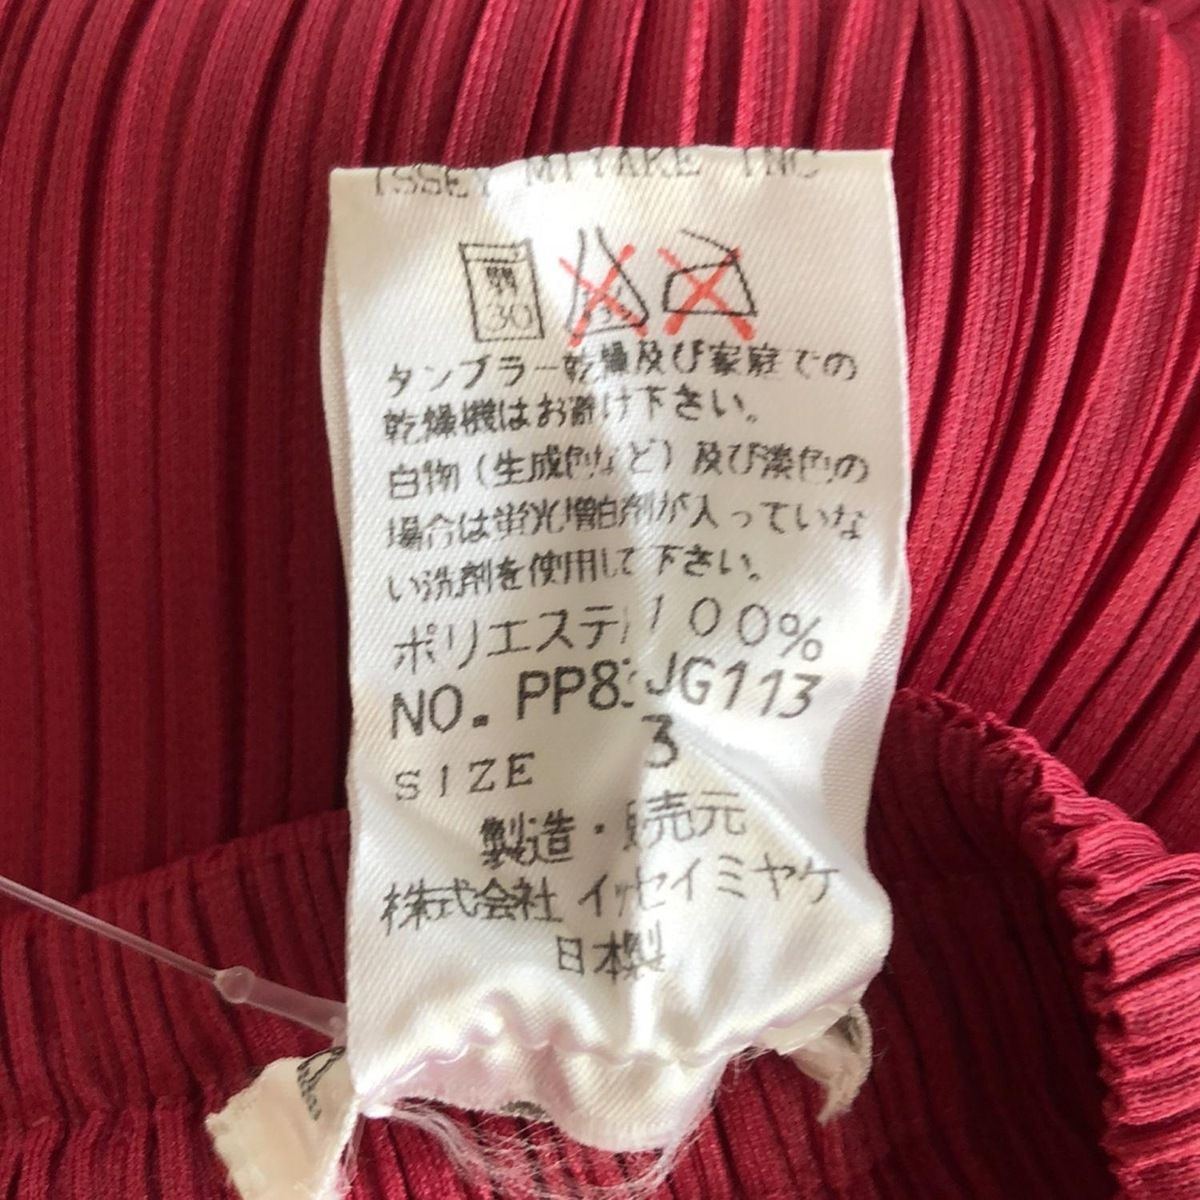 ISSEY MIYAKE INC
弱
30
タンブラー乾燥及び家庭での
乾燥機はお避け下さい。
白物(生成色など)及び淡色の
場合は蛍光増白剤が入っていな
い洗剤を使用して下さい。
ポリエステル100%
NO. JG113
SIZE 3
製造・販売元
株式会社 イッセイミヤケ
日本製